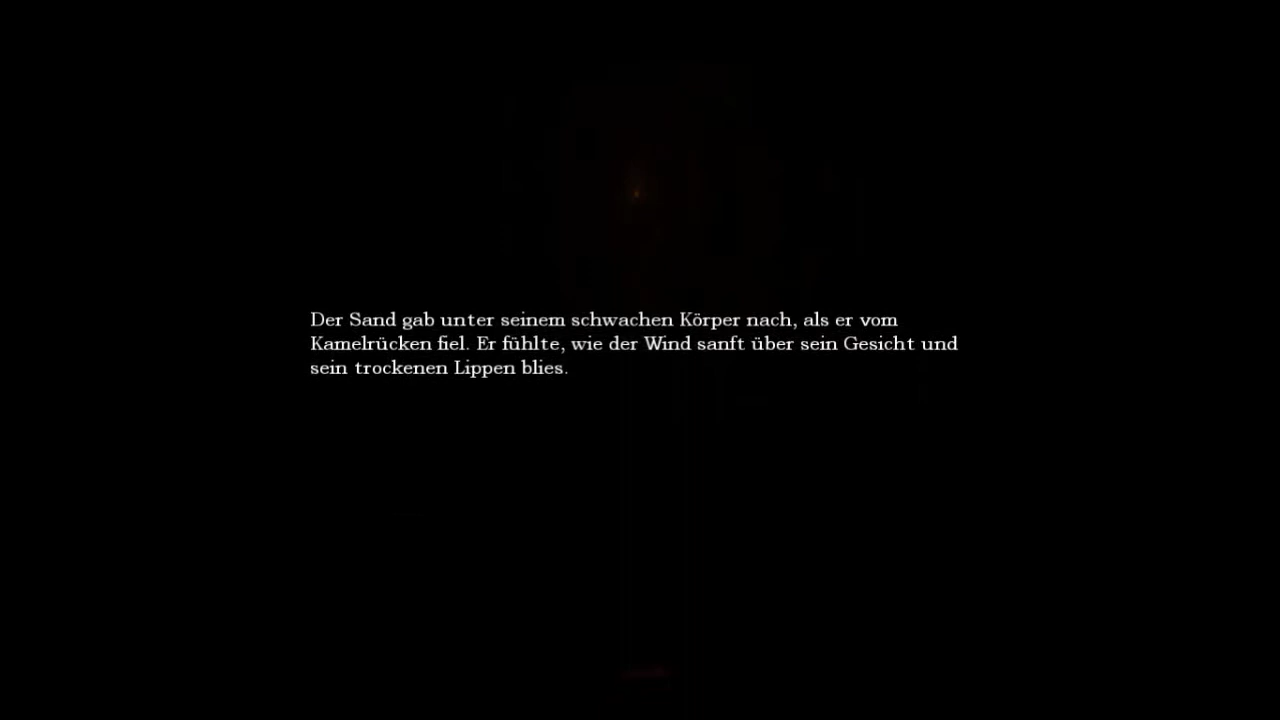 Der Sand gab unter seinem schwachen Körper nach, als er vom
Kamelrücken fiel. Er fühlte, wie der Wind sanft über sein Gesicht und
sein trockenen Lippen blies.